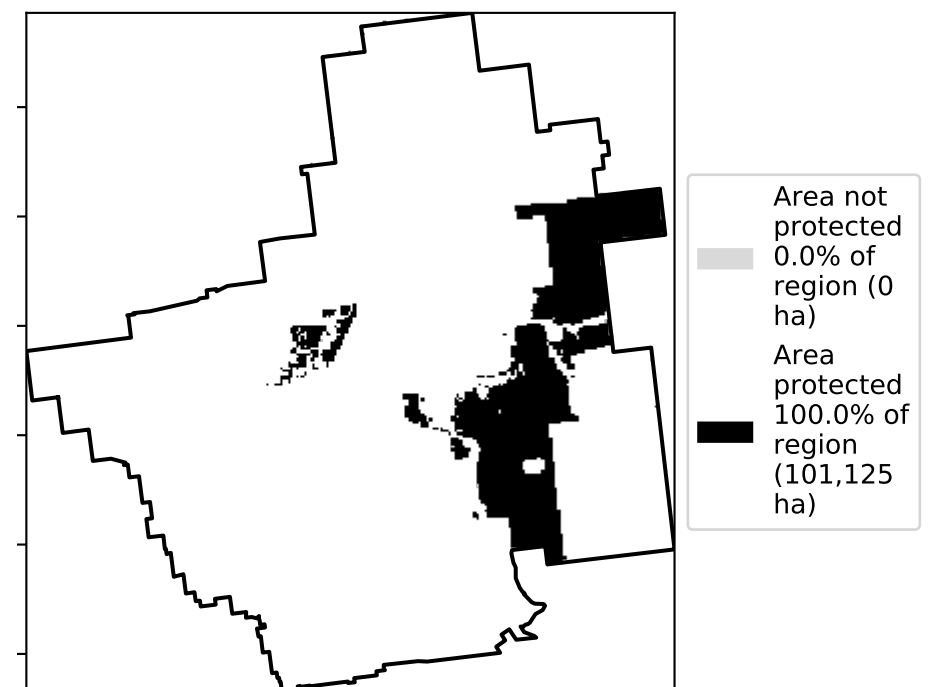 Area not
protected
0.0% of
region (0
ha)
Area
protected
100.0% of
region
(101,125
ha)